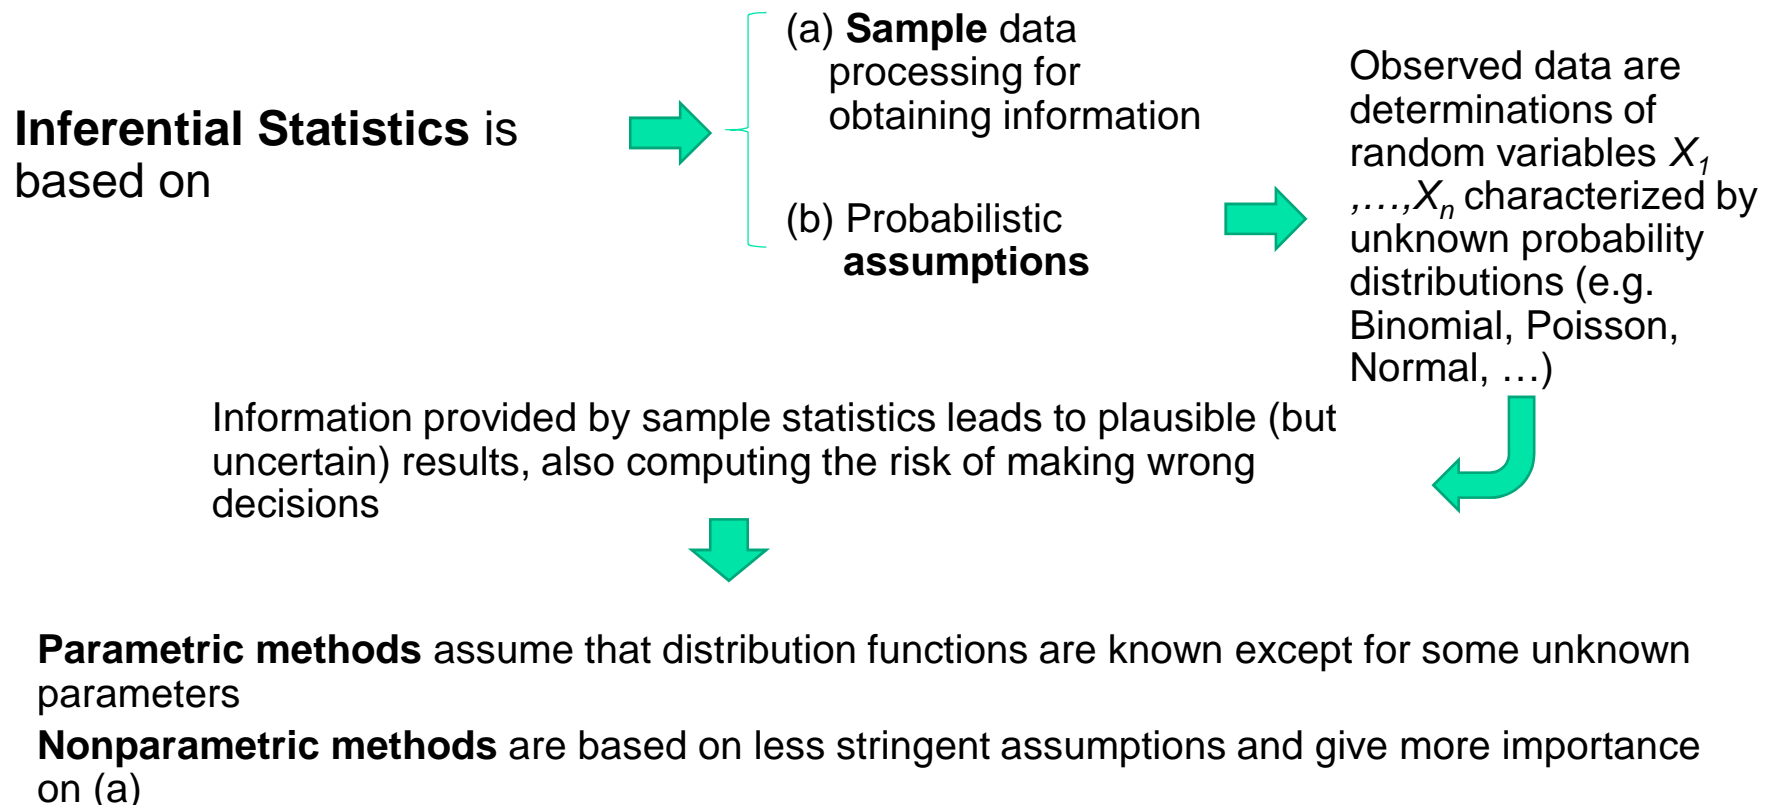 Inferential Statistics is
based on
(a) Sample data
processing for
obtaining information
(b) Probabilistic
assumptions
Observed data are
determinations of
random variables X1
,…,Xn characterized by
unknown probability
distributions (e.g.
Binomial, Poisson,
Normal, …)
Information provided by sample statistics leads to plausible (but
uncertain) results, also computing the risk of making wrong
decisions
Parametric methods assume that distribution functions are known except for some unknown
parameters
Nonparametric methods are based on less stringent assumptions and give more importance
on (a)